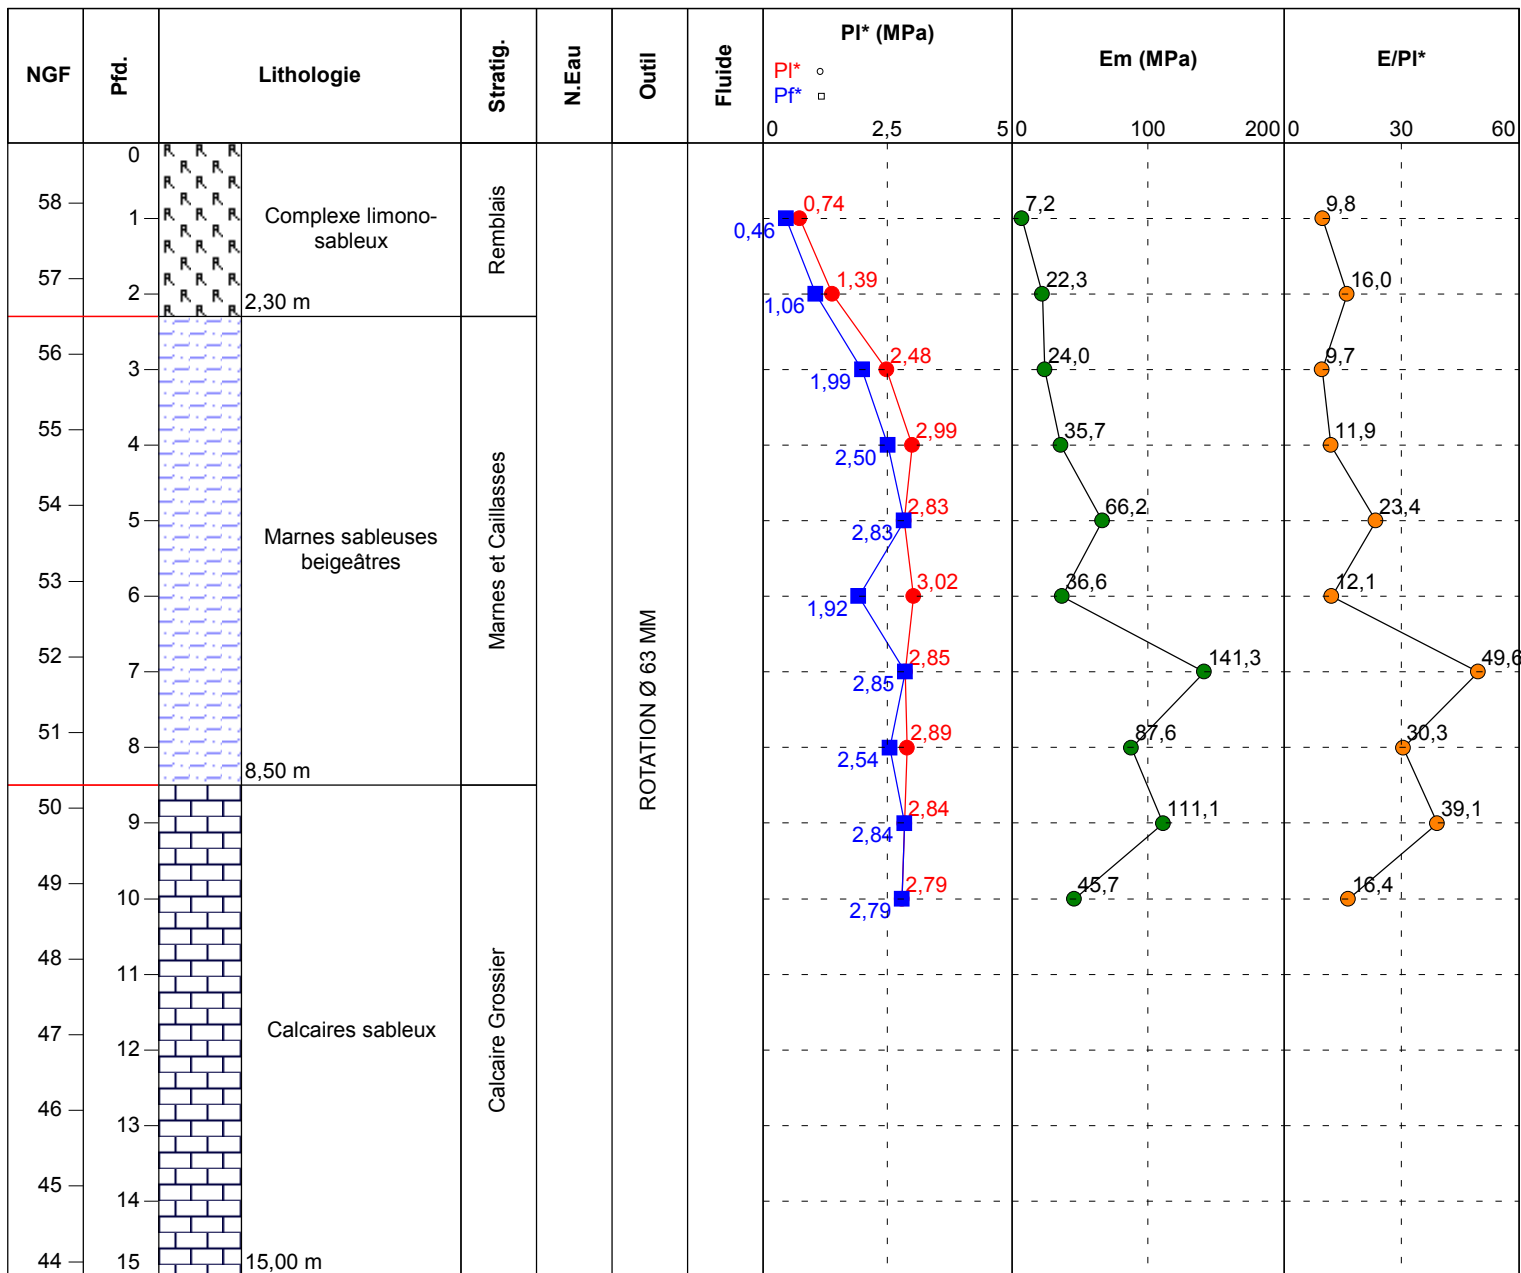 NGF
Pfd.
Lithologie
Stratig.
N.Eau
Outil
Fluide
Pl* (MPa)
Pl*
Pf*
0 2,5 5
Em (MPa)
0 100 200
E/Pl*
0 30 60
58
57
56
55
54
53
52
51
50
49
48
47
46
45
44
0
1
2
3
4
5
6
7
8
9
10
11
12
13
14
15
R R R
R R
R R R
R R
R R R
R R
R R R
R R
R R R
R R
R R R
Complexe limono-
sableux
2,30 m
Marnes sableuses
beigeâtres
8,50 m
Calcaires sableux
15,00 m
Remblais
Marnes et Caillasses
Calcaire Grossier
ROTATION Ø 63 MM
0,74
0,46
1,39
1,06
2,48
1,99
2,99
2,50
2,83
2,83
3,02
1,92
2,85
2,85
2,89
2,54
2,84
2,84
2,79
2,79
7,2
22,3
24,0
35,7
66,2
36,6
141,3
87,6
111,1
45,7
9,8
16,0
9,7
11,9
23,4
12,1
49,6
30,3
39,1
16,4